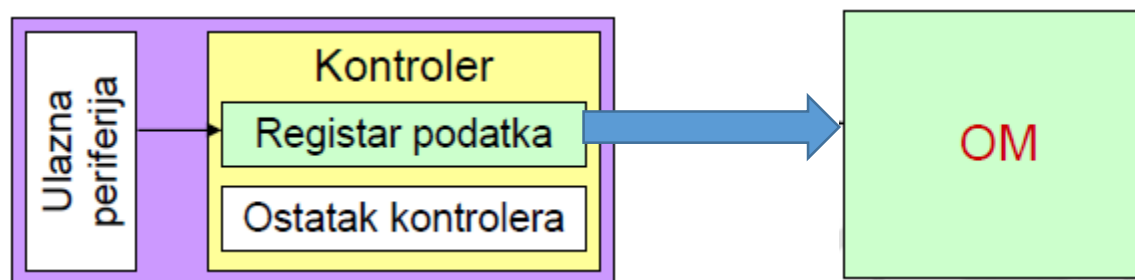 Ulazna
periferija
Kontroler
Registar podatka
Ostatak kontrolera
OM